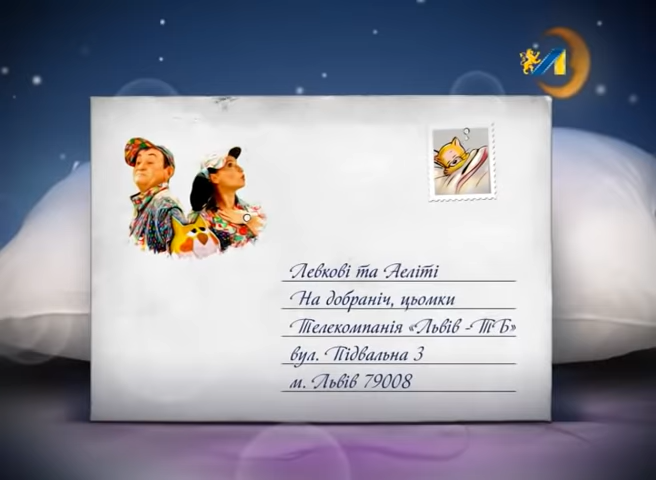 Левкові та Аеліті
На добраніч, цьомки
Телекомпанія «Львів -ТБ»
вул. Підвальна 3
м. Львів 79008